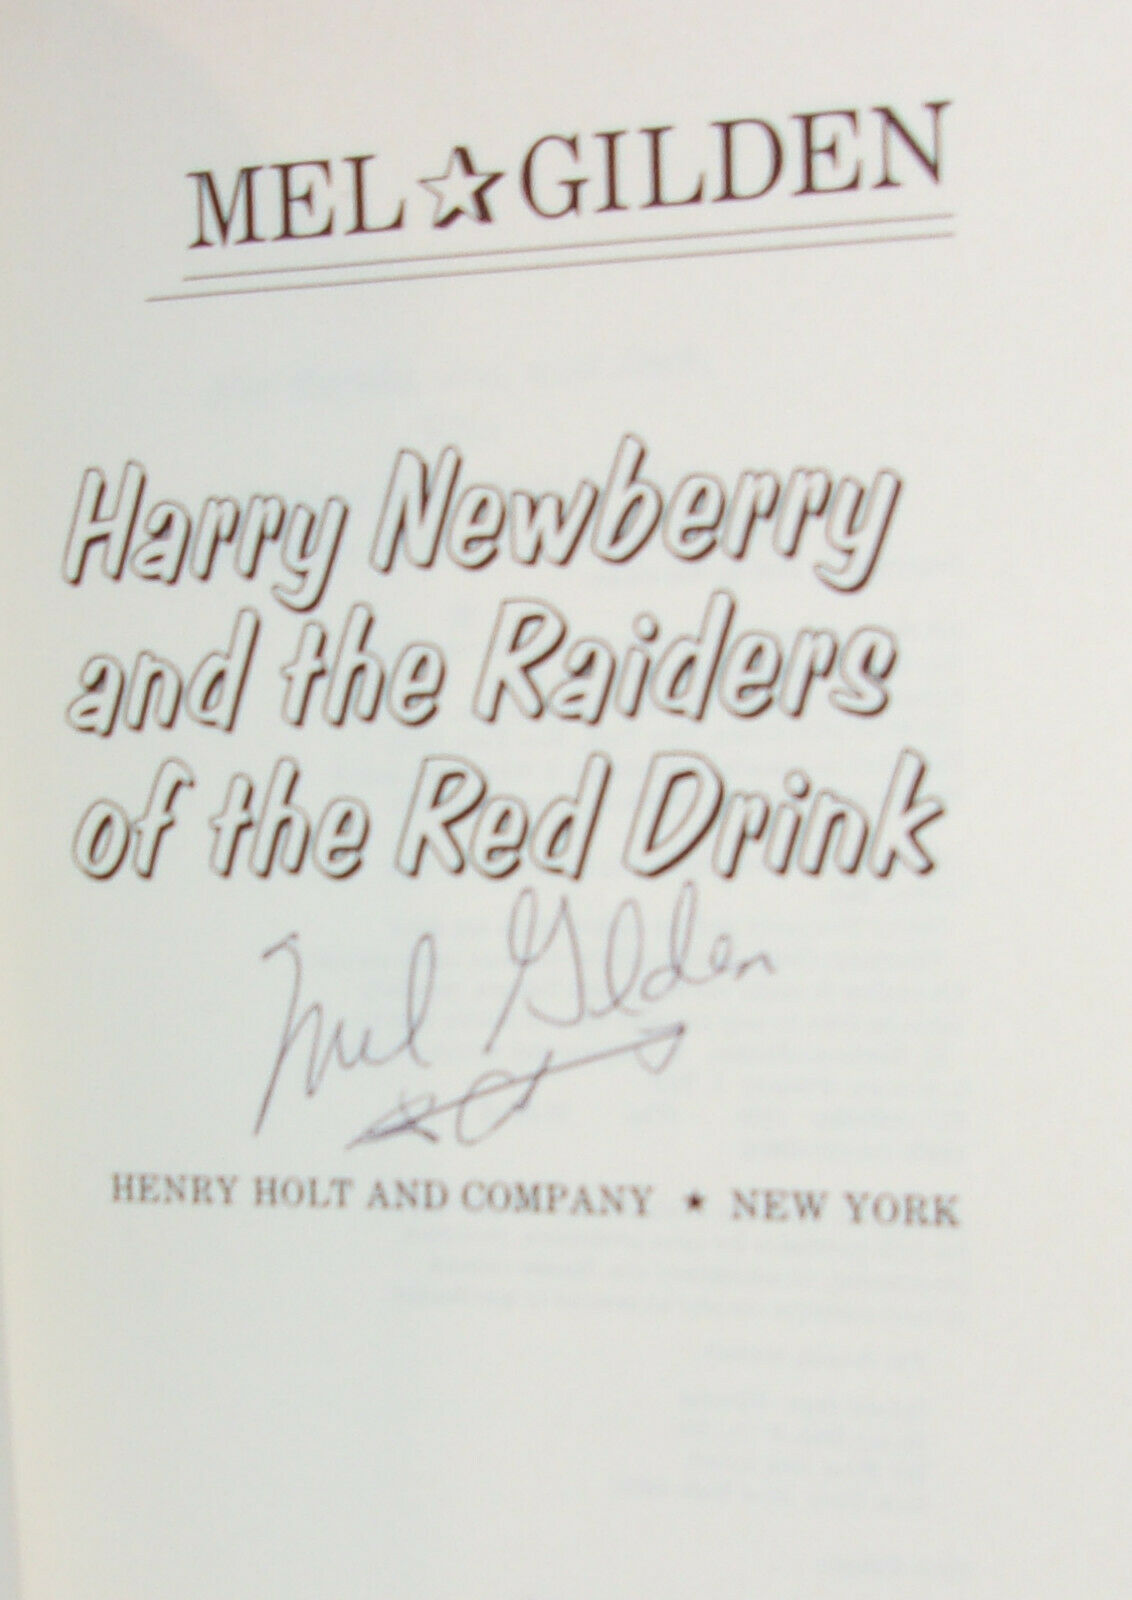 MEL☆GILDEN
Harry Newberry
and the Raiders
of the Red Drink
Mel Gilden
HENRY HOLT AND COMPANY ★ NEW YORK